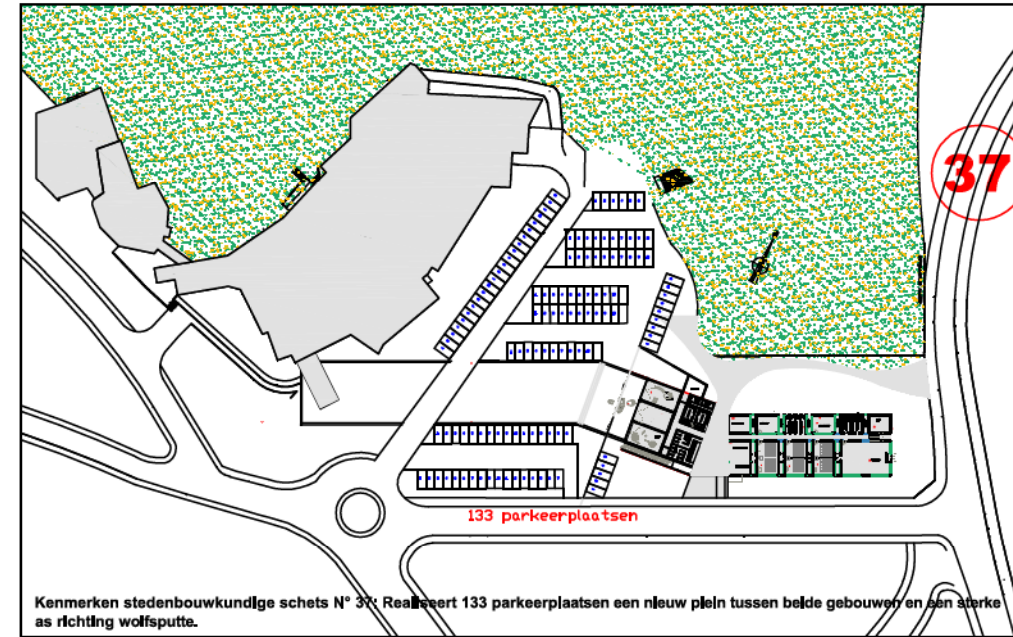 37
133 parkeerplaatsen
Kenmerken stedenbouwkundige schets N° 37: Realiseert 133 parkeerplaatsen een nieuw plein tussen beide gebouwen en een sterke
as richting wolfsputte.